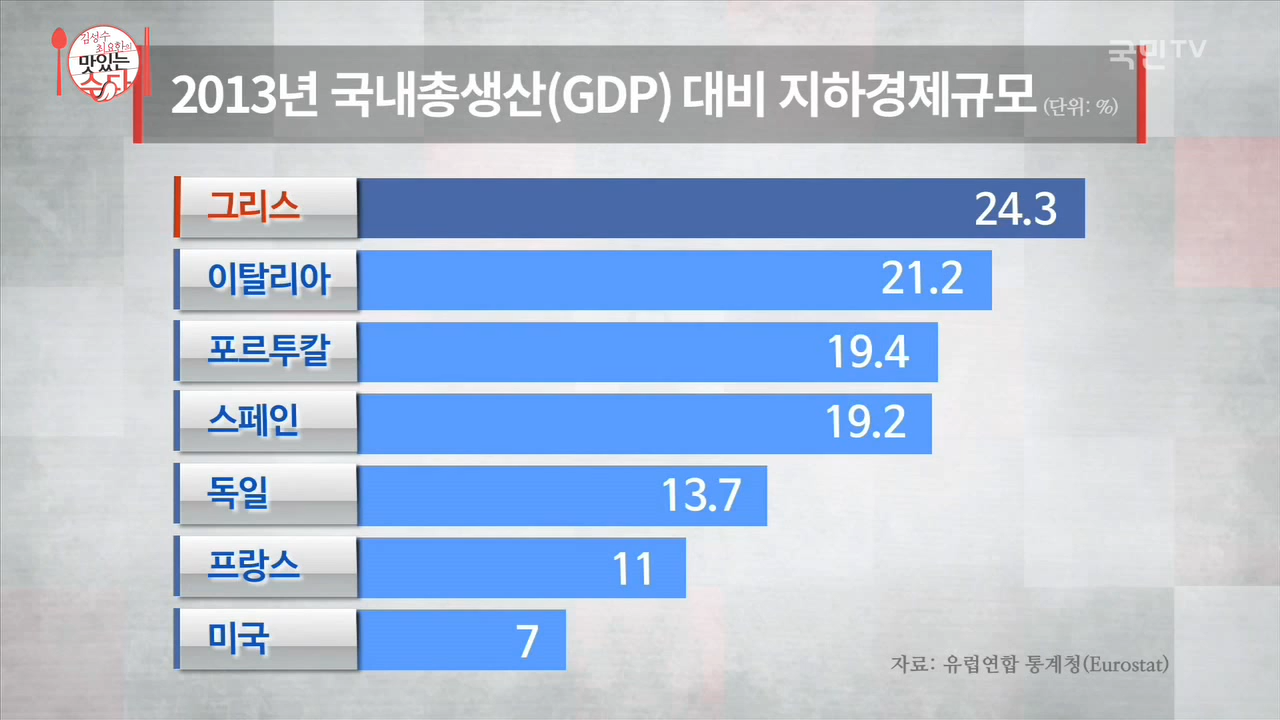 김성수
최요한의
맛있는
수다
국민TV
2013년 국내총생산(GDP) 대비 지하경제규모 (단위: %)
그리스 24.3
이탈리아 21.2
포르투칼 19.4
스페인 19.2
독일 13.7
프랑스 11
미국 7
자료: 유럽연합 통계청(Eurostat)